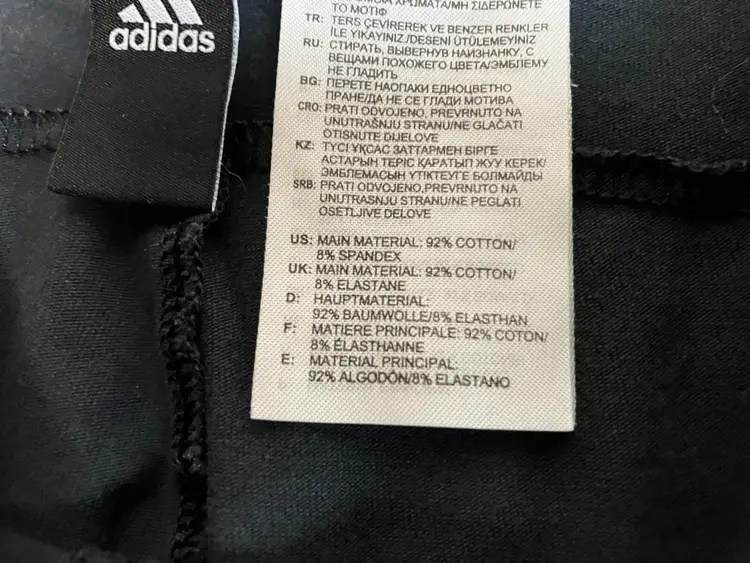 adidas
TO MOTIF
TR: TERS ÇEVİREREK VE BENZER RENKLER
İLE YIKAYINIZ/DESENİ ÜTÜLEMEYİNİZ
RU: СТИРАТЬ, ВЫВЕРНУВ НАИЗНАНКУ, С
ВЕЩАМИ ПОХОЖЕГО ЦВЕТА/ЭМБЛЕМУ
НЕ ГЛАДИТЬ
BG: ПЕРЕТЕ НАОПАКИ ЕДНОЦВЕТНО
ПРАНЕ/ДА НЕ СЕ ГЛАДИ МОТИВА
CRO: PRATI ODVOJENO, PREVRNUTO NA
UNUTRAŠNJU STRANU/NE GLAČATI
OTISNUTE DIJELOVE
KZ: ТҮСІ ҰҚСАС ЗАТТАРМЕН БІРГЕ
АСТАРЫН ТЕРІС ҚАРАТЫП ЖУУ КЕРЕК/
ЭМБЛЕМАСЫН ҮТІКТЕУГЕ БОЛМАЙДЫ
SRB: PRATI ODVOJENO,PREVRNUTO NA
UNUTRASNJU STRANU/NE PEGLATI
OSETLJIVE DELOVE
US: MAIN MATERIAL: 92% COTTON/
8% SPANDEX
UK: MAIN MATERIAL: 92% COTTON/
8% ELASTANE
D: HAUPTMATERIAL:
92% BAUMWOLLE/8% ELASTHAN
F: MATIERE PRINCIPALE: 92% COTON/
8% ÉLASTHANNE
E: MATERIAL PRINCIPAL:
92% ALGODÓN/8% ELASTANO